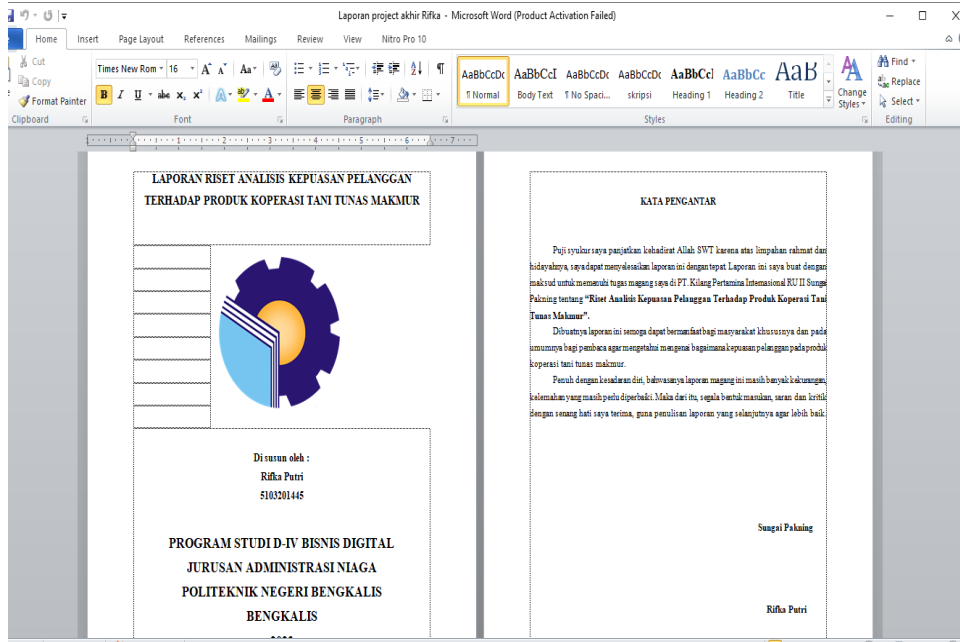 Laporan project akhir Rifka - Microsoft Word (Product Activation Failed)
Home Insert Page Layout References Mailings Review View Nitro Pro 10
Cut
Copy
Format Painter
Clipboard
Times New Rom 16
Font
Paragraph
AaBbCcDc AaBbCcI AaBbCcDc AaBbCcDc AaBbCcI AaBbCc AaB
¶ Normal Body Text ¶ No Spaci... skripsi Heading 1 Heading 2 Title
Change Styles
Styles
Find
Replace
Select
Editing
LAPORAN RISET ANALISIS KEPUASAN PELANGGAN
TERHADAP PRODUK KOPERASI TANI TUNAS MAKMUR
Di susun oleh :
Rifka Putri
5103201445
PROGRAM STUDI D-IV BISNIS DIGITAL
JURUSAN ADMINISTRASI NIAGA
POLITEKNIK NEGERI BENGKALIS
BENGKALIS
KATA PENGANTAR
Puji syukur saya panjatkan kehadirat Allah SWT karena atas limpahan rahmat dan
hidayahnya, saya dapat menyelesaikan laporan ini dengan tepat. Laporan ini saya buat dengan
maksud untuk memenuhi tugas magang saya di PT. Kilang Pertamina Internasional RU II Sungai
Pakning tentang “Riset Analisis Kepuasan Pelanggan Terhadap Produk Koperasi Tani
Tunas Makmur”.
Dibuatnya laporan ini semoga dapat bermanfaat bagi masyarakat khususnya dan pada
umumnya bagi pembaca agar mengetahui mengenai bagaimana kepuasan pelanggan pada produk
koperasi tani tunas makmur.
Penuh dengan kesadaran diri, bahwasanya laporan magang ini masih banyak kekurangan,
kelemahan yang masih perlu diperbaiki. Maka dari itu, segala bentuk masukan, saran dan kritik
dengan senang hati saya terima, guna penulisan laporan yang selanjutnya agar lebih baik.
Sungai Pakning
Rifka Putri